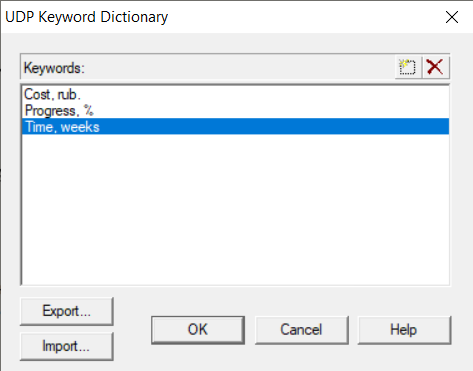 UDP Keyword Dictionary
Keywords:
Cost, rub.
Progress, %
Time, weeks
Export...
Import...
OK
Cancel
Help